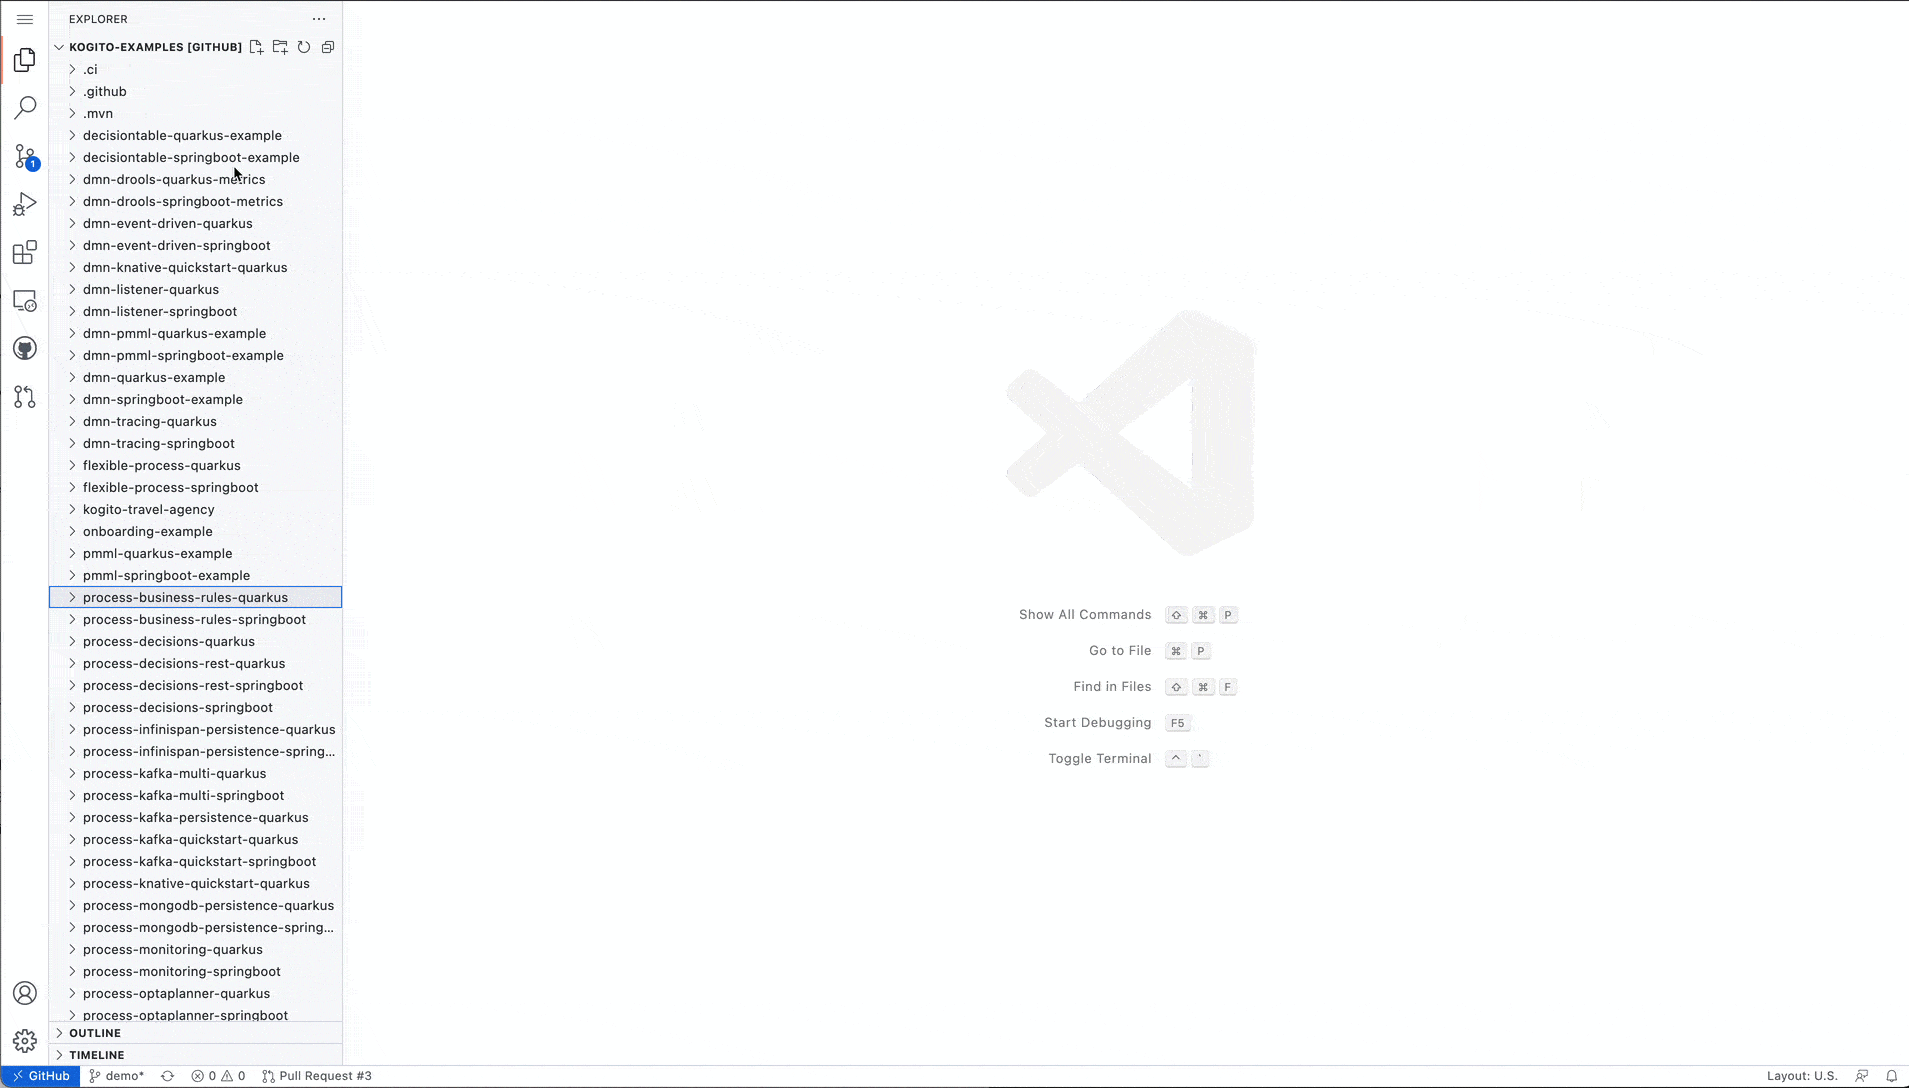 EXPLORER
KOGITO-EXAMPLES [GITHUB]
.ci
.github
.mvn
decisiontable-quarkus-example
decisiontable-springboot-example
dmn-drools-quarkus-metrics
dmn-drools-springboot-metrics
dmn-event-driven-quarkus
dmn-event-driven-springboot
dmn-knative-quickstart-quarkus
dmn-listener-quarkus
dmn-listener-springboot
dmn-pmml-quarkus-example
dmn-pmml-springboot-example
dmn-quarkus-example
dmn-springboot-example
dmn-tracing-quarkus
dmn-tracing-springboot
flexible-process-quarkus
flexible-process-springboot
kogito-travel-agency
onboarding-example
pmml-quarkus-example
pmml-springboot-example
process-business-rules-quarkus
process-business-rules-springboot
process-decisions-quarkus
process-decisions-rest-quarkus
process-decisions-rest-springboot
process-decisions-springboot
process-infinispan-persistence-quarkus
process-infinispan-persistence-spring...
process-kafka-multi-quarkus
process-kafka-multi-springboot
process-kafka-persistence-quarkus
process-kafka-quickstart-quarkus
process-kafka-quickstart-springboot
process-knative-quickstart-quarkus
process-mongodb-persistence-quarkus
process-mongodb-persistence-spring...
process-monitoring-quarkus
process-monitoring-springboot
process-optaplanner-quarkus
process-optaplanner-springboot
OUTLINE
TIMELINE
1
Show All Commands ⇧ ⌘ P
Go to File ⌘ P
Find in Files ⇧ ⌘ F
Start Debugging F5
Toggle Terminal ^ `
GitHub demo* 0 0 Pull Request #3 Layout: U.S.